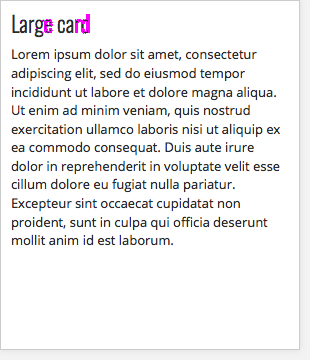 Large card
Lorem ipsum dolor sit amet, consectetur
adipiscing elit, sed do eiusmod tempor
incididunt ut labore et dolore magna aliqua.
Ut enim ad minim veniam, quis nostrud
exercitation ullamco laboris nisi ut aliquip ex
ea commodo consequat. Duis aute irure
dolor in reprehenderit in voluptate velit esse
cillum dolore eu fugiat nulla pariatur.
Excepteur sint occaecat cupidatat non
proident, sunt in culpa qui officia deserunt
mollit anim id est laborum.